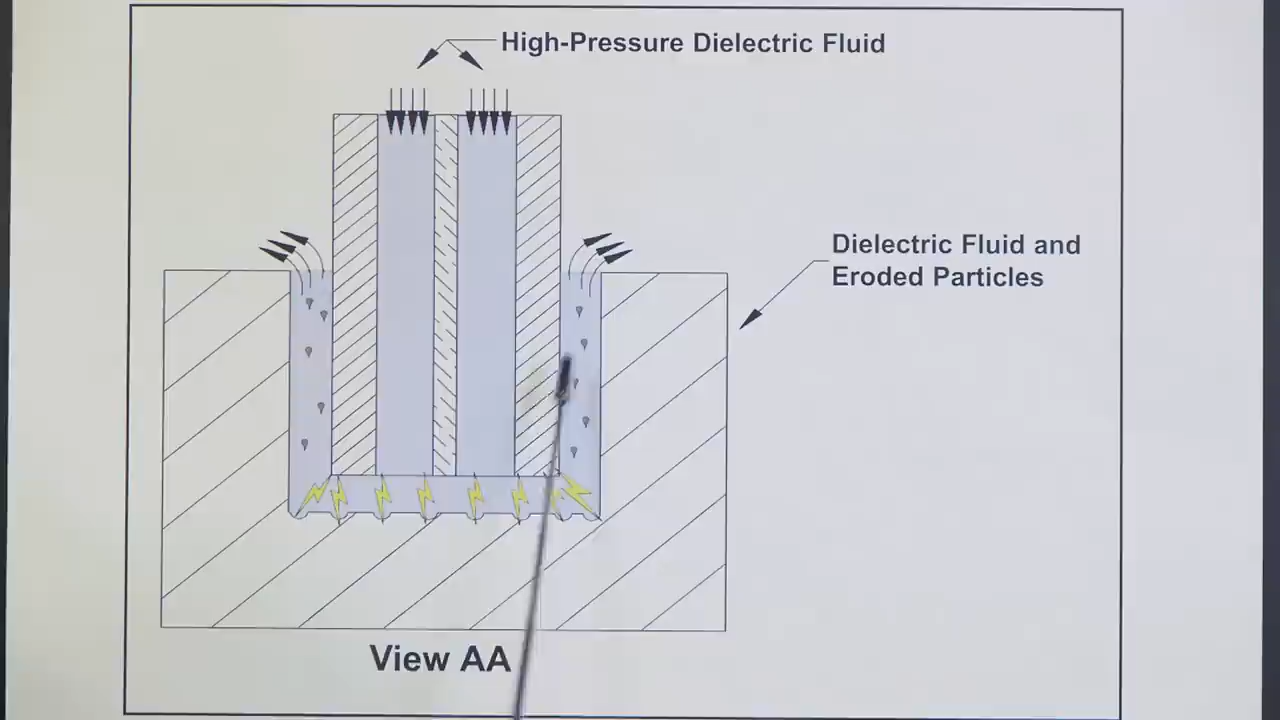 High-Pressure Dielectric Fluid
Dielectric Fluid and
Eroded Particles
View AA